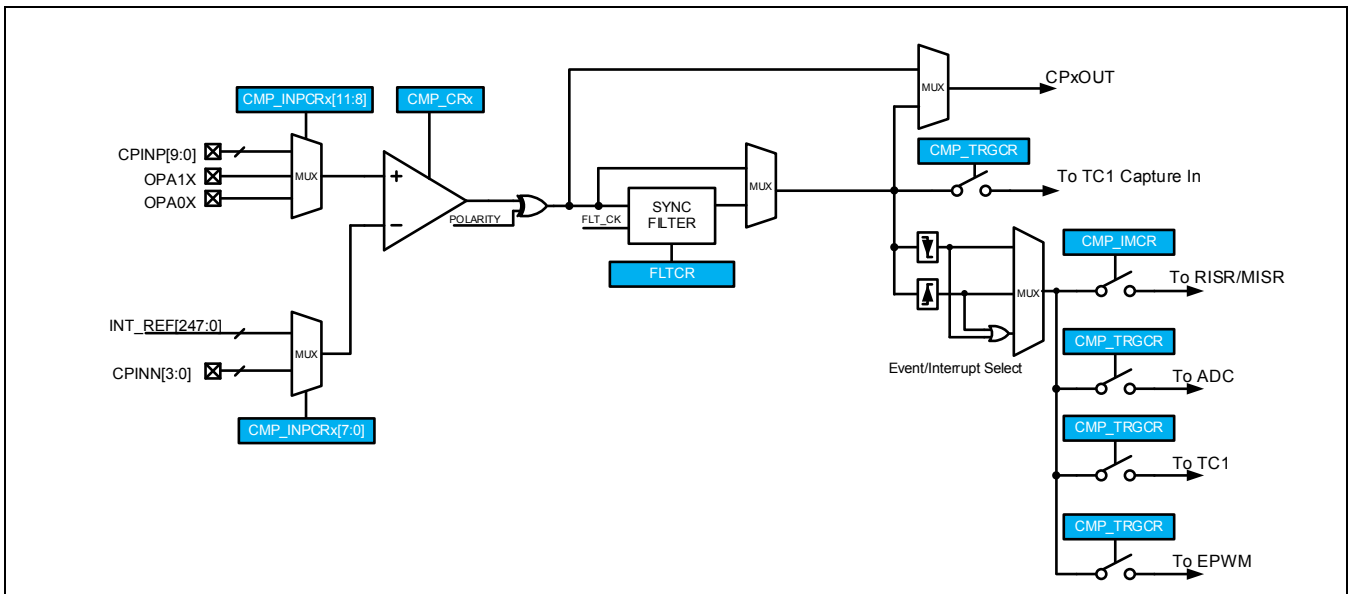 CMP_INPCRx[11:8]
CMP_CRx
CPINP[9:0]
OPA1X
OPA0X
MUX
POLARITY
INT_REF[247:0]
CPINN[3:0]
MUX
CMP_INPCRx[7:0]
FLT_CK
SYNC
FILTER
FLTCR
MUX
MUX
CPxOUT
CMP_TRGCR
To TC1 Capture In
MUX
Event/Interrupt Select
CMP_IMCR
To RISR/MISR
CMP_TRGCR
To ADC
CMP_TRGCR
To TC1
CMP_TRGCR
To EPWM